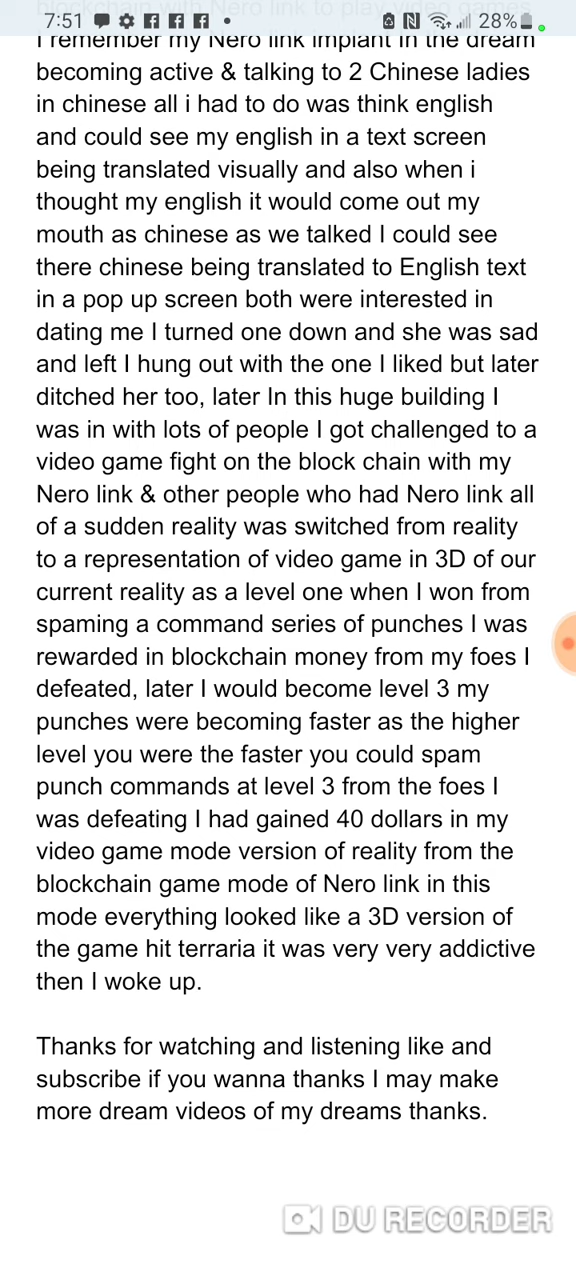 blockchain with Nero link to play video games
7:51
28%
I remember my Nero link implant in the dream
becoming active & talking to 2 Chinese ladies
in chinese all i had to do was think english
and could see my english in a text screen
being translated visually and also when i
thought my english it would come out my
mouth as chinese as we talked I could see
there chinese being translated to English text
in a pop up screen both were interested in
dating me I turned one down and she was sad
and left I hung out with the one I liked but later
ditched her too, later In this huge building I
was in with lots of people I got challenged to a
video game fight on the block chain with my
Nero link & other people who had Nero link all
of a sudden reality was switched from reality
to a representation of video game in 3D of our
current reality as a level one when I won from
spaming a command series of punches I was
rewarded in blockchain money from my foes I
defeated, later I would become level 3 my
punches were becoming faster as the higher
level you were the faster you could spam
punch commands at level 3 from the foes I
was defeating I had gained 40 dollars in my
video game mode version of reality from the
blockchain game mode of Nero link in this
mode everything looked like a 3D version of
the game hit terraria it was very very addictive
then I woke up.
Thanks for watching and listening like and
subscribe if you wanna thanks I may make
more dream videos of my dreams thanks.
DU RECORDER